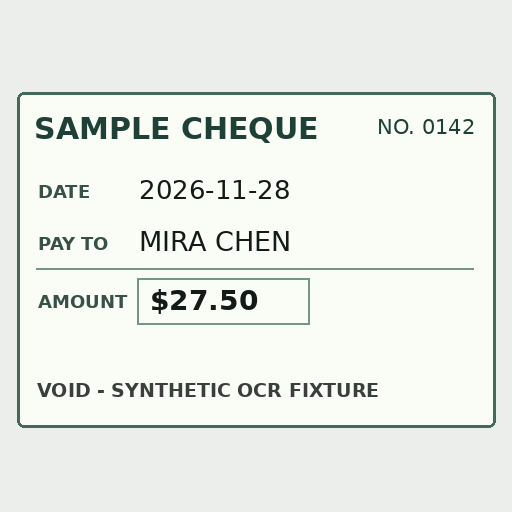 SAMPLE CHEQUE NO. 0142
DATE 2026-11-28
PAY TO MIRA CHEN
AMOUNT $27.50
VOID - SYNTHETIC OCR FIXTURE